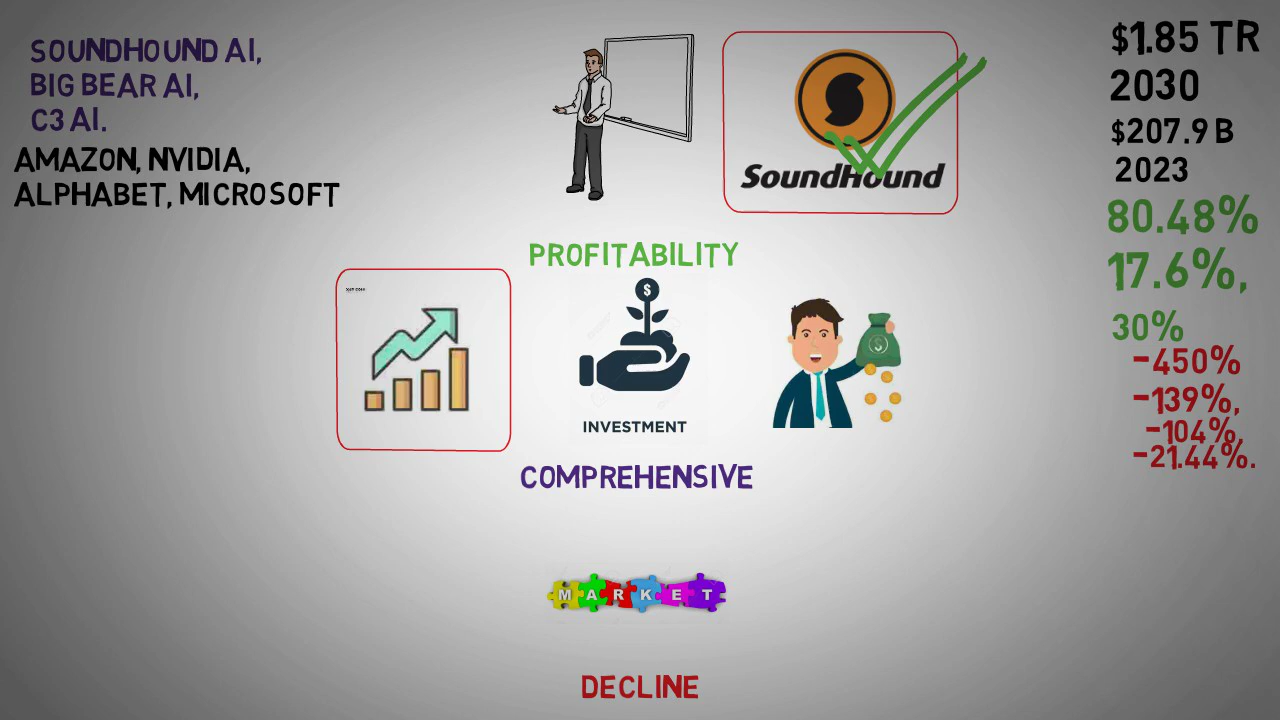 SOUNDHOUND AI,
BIG BEAR AI,
C3 AI.
AMAZON, NVIDIA,
ALPHABET, MICROSOFT
SoundHound
$1.85 TR
2030
$207.9 B
2023
80.48%
17.6%,
30%
-450%
-139%,
-104%,
-21.44%.
PROFITABILITY
$
INVESTMENT
$
COMPREHENSIVE
MARKET
DECLINE